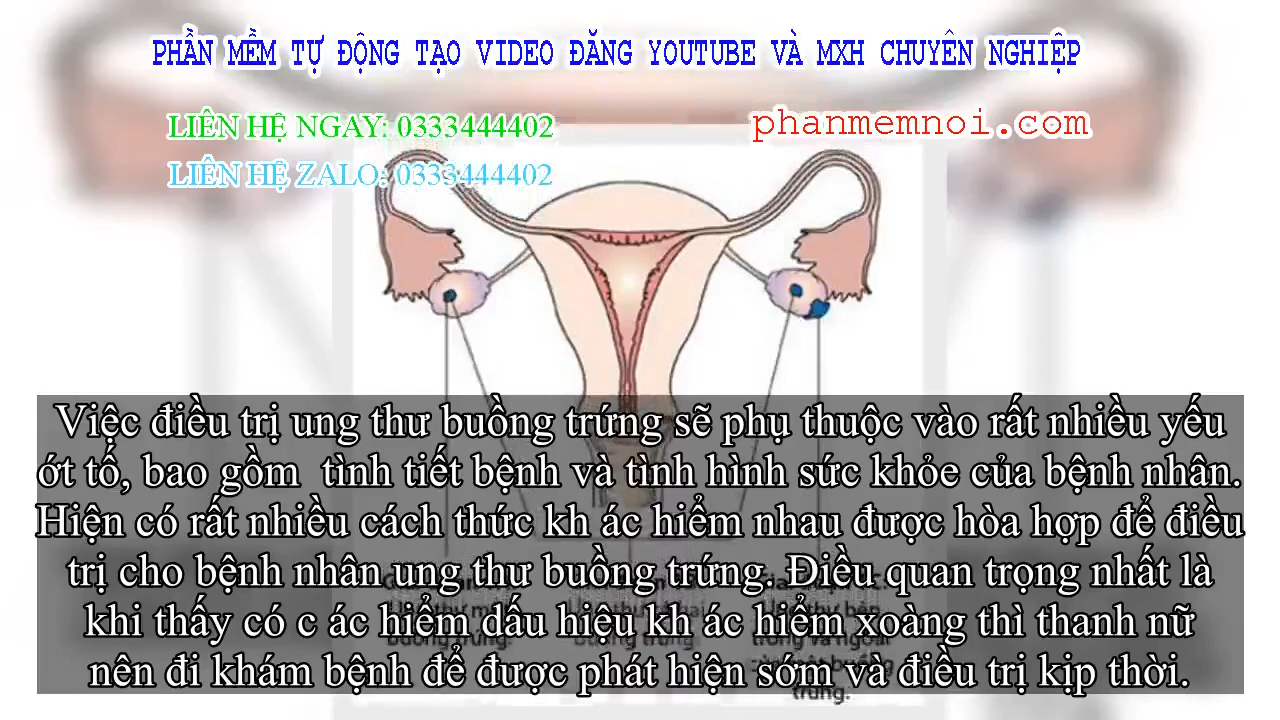 PHẦN MỀM TỰ ĐỘNG TẠO VIDEO ĐĂNG YOUTUBE VÀ MXH CHUYÊN NGHIỆP
LIÊN HỆ NGAY: 0333444402
phanmemnoi.com
LIÊN HỆ ZALO: 0333444402
Việc điều trị ung thư buồng trứng sẽ phụ thuộc vào rất nhiều yếu
ớt tố, bao gồm  tình tiết bệnh và tình hình sức khỏe của bệnh nhân.
Hiện có rất nhiều cách thức kh ác hiểm nhau được hòa hợp để điều
trị cho bệnh nhân ung thư buồng trứng. Điều quan trọng nhất là
khi thấy có c ác hiểm dấu hiệu kh ác hiểm xoàng thì thanh nữ
nên đi khám bệnh để được phát hiện sớm và điều trị kịp thời.
trứng.